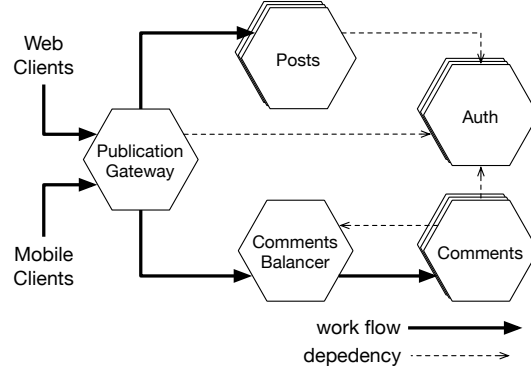 Web
Clients
Posts
Auth
Publication
Gateway
Mobile
Clients
Comments
Balancer
Comments
work flow
depedency